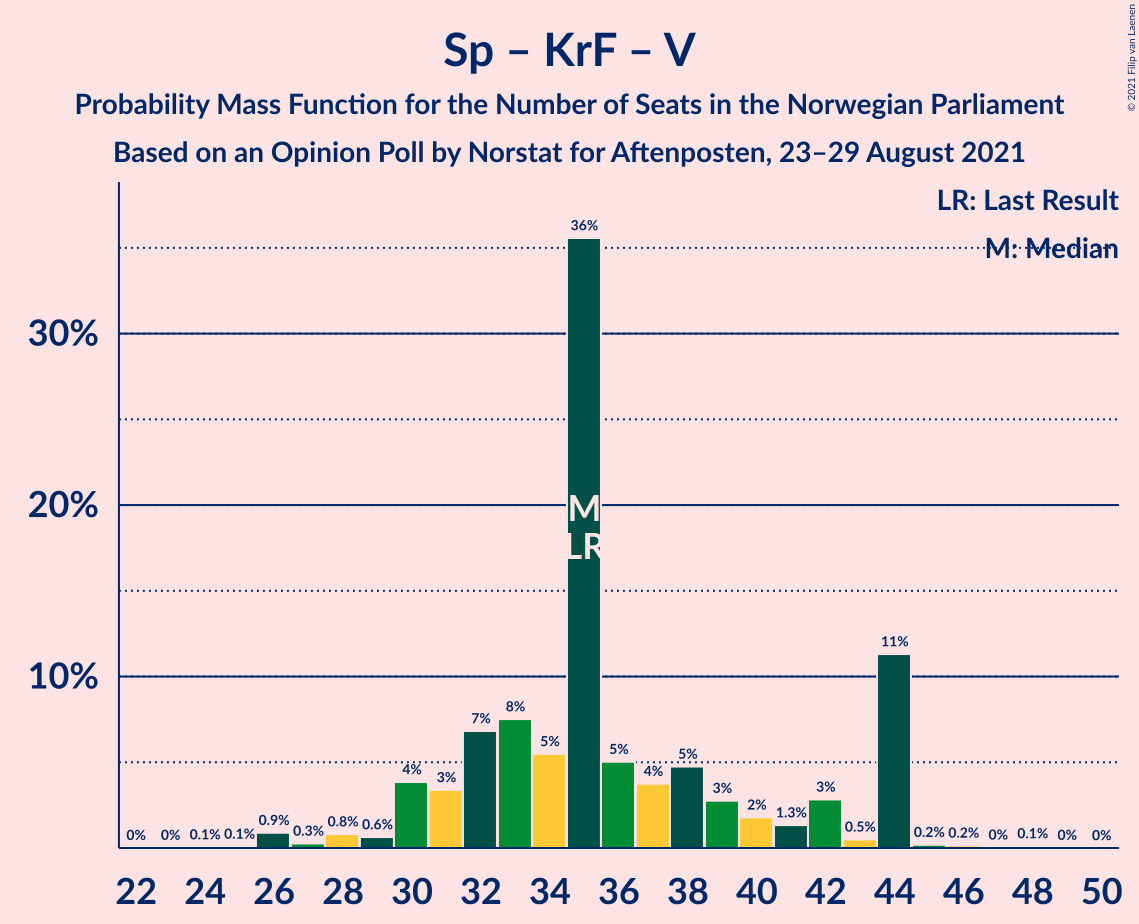 Sp – KrF – V
Probability Mass Function for the Number of Seats in the Norwegian Parliament
Based on an Opinion Poll by Norstat for Aftenposten, 23–29 August 2021
© 2021 Filip van Laenen
LR: Last Result
M: Median
30%
20%
10%
0% 0% 0.1% 0.1% 0.9% 0.3% 0.8% 0.6% 4% 3% 7% 8% 5% 36% 5% 4% 5% 3% 2% 1.3% 3% 0.5% 11% 0.2% 0.2% 0% 0.1% 0% 0%
M
LR
22 24 26 28 30 32 34 36 38 40 42 44 46 48 50